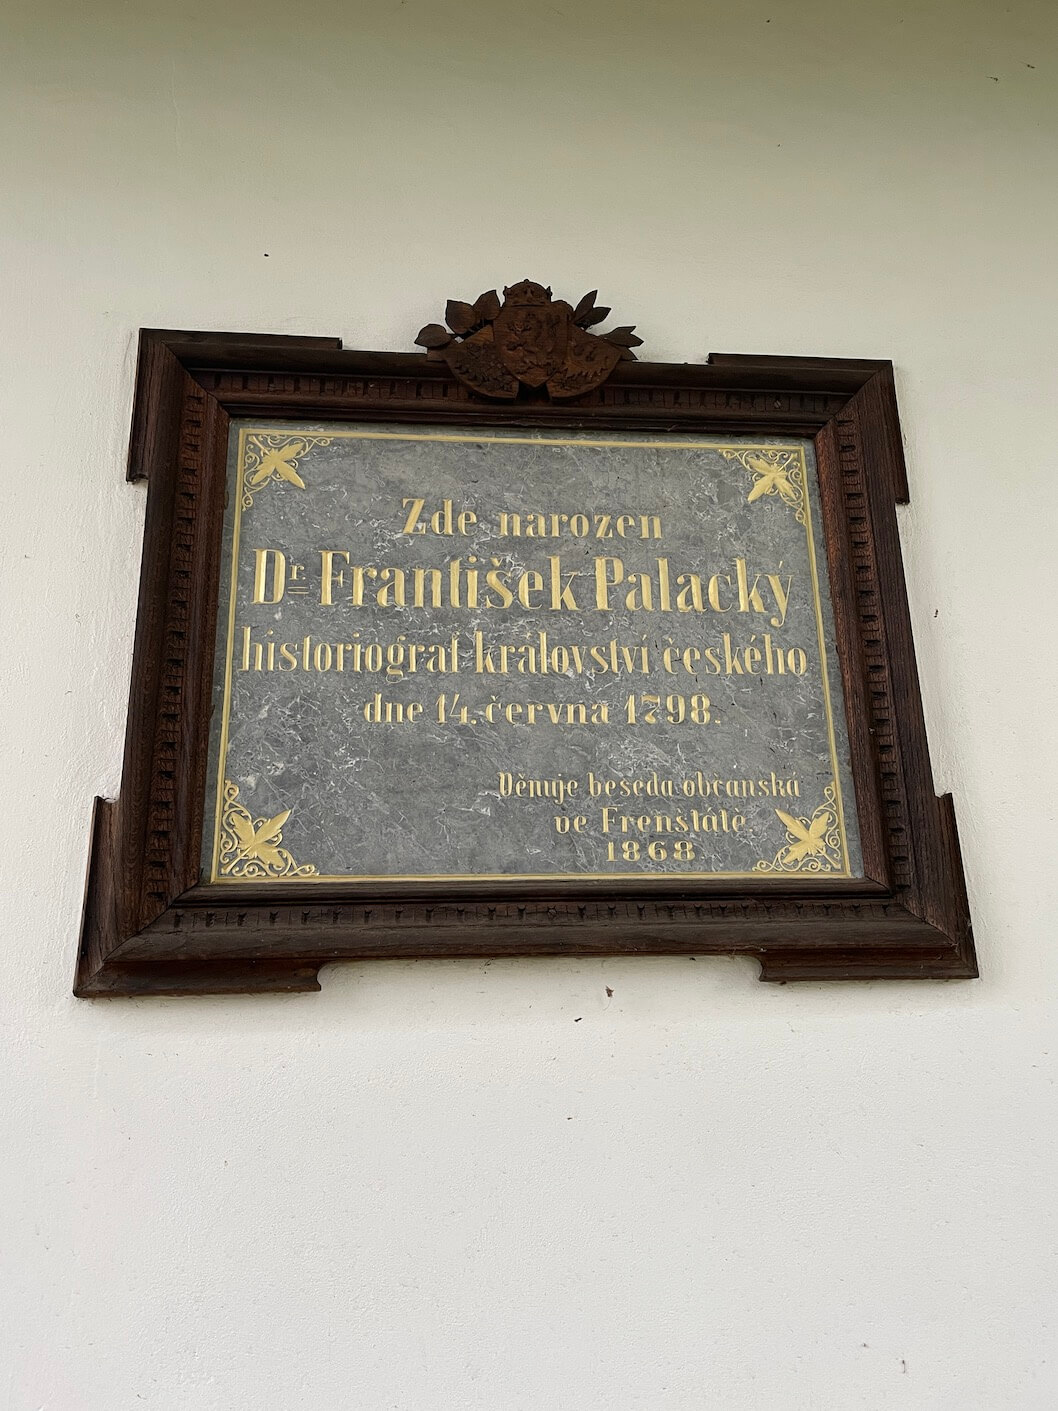 Zde narozen
Dr. František Palacký
historiograf království českého
dne 14. června 1798.
Věnuje beseda občanská
ve Frenštátě
1868.